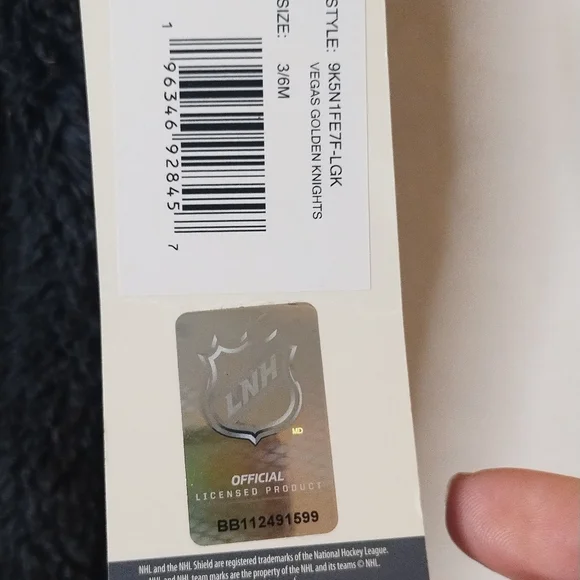 STYLE: 9K5N1FE7F-LGK
VEGAS GOLDEN KNIGHTS
SIZE: 3/6M
1 96346 92845 7
LNH
MD
OFFICIAL
LICENSED PRODUCT
BB112491599
NHL and the NHL Shield are registered trademarks of the National Hockey League.
NHL and NHL team marks are the property of the NHL and its teams © NHL.